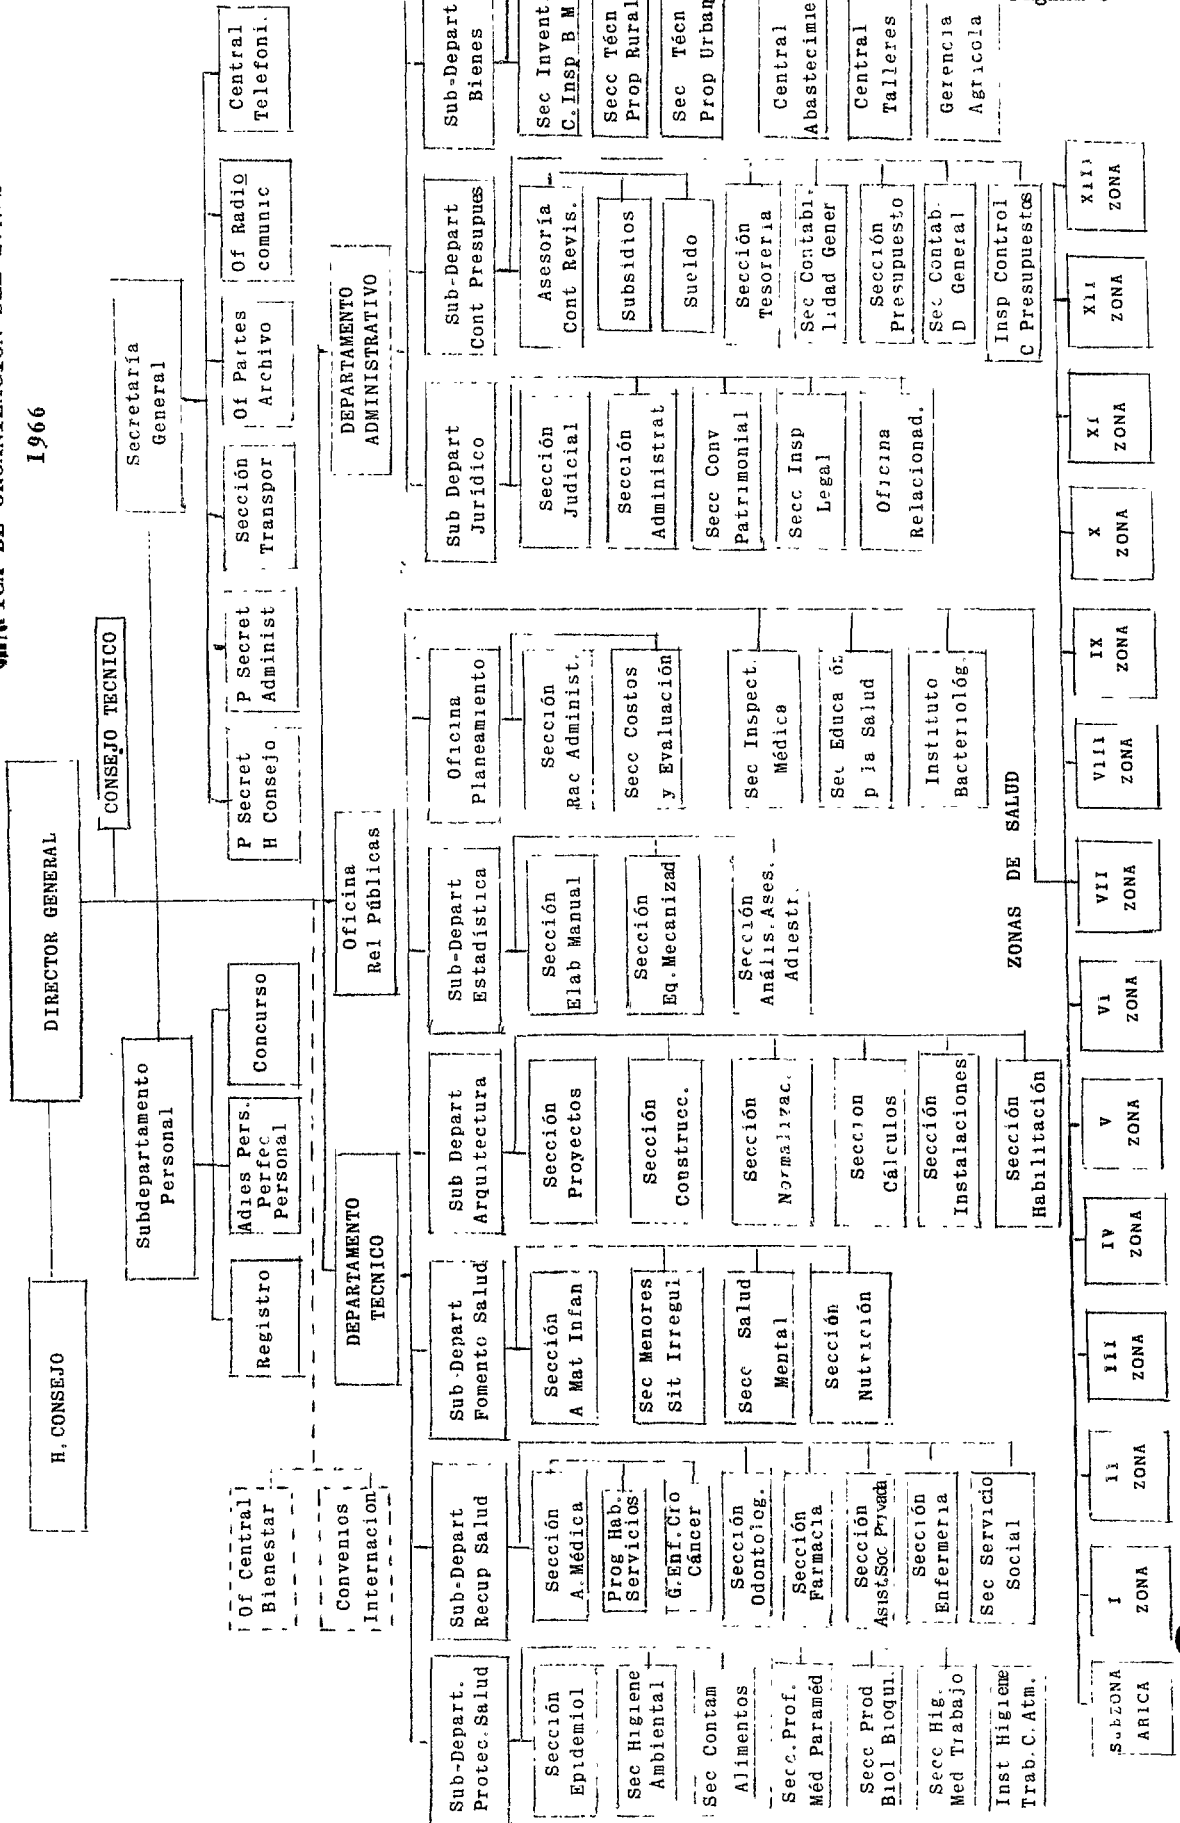 DE ORGANIZACION DEL
1966
DIRECTOR GENERAL
H. CONSEJO
CONSEJO TECNICO
Subdepartamento
Personal
Secretaría
General
Registro
Adies Pers.
Perfec
Personal
Concurso
P Secret
H Consejo
P Secret
Administ
Sección
Transpor
Of Partes
Archivo
Of Radio
comunic
Central
Telefoni.
Of Central
Bienestar
Convenios
Internacion
Oficina
Rel Públicas
DEPARTAMENTO
TECNICO
DEPARTAMENTO
ADMINISTRATIVO
Sub-Depart.
Protec.Salud
Sección
Epidemiol
Sec Higiene
Ambiental
Sec Contam
Alimentos
Secc.Prof.
Méd Paraméd
Secc Prod
Biol Bioqui.
Secc Hig.
Med Trabajo
Inst Higiene
Trab.C.Atm.
Sub-Depart
Recup Salud
Sección
A.Médica
Prog Hab.
Servicios
G.Enf.Cro
Cáncer
Sección
Odontolog.
Sección
Farmacia
Sección
Asist.Soc Privada
Sección
Enfermería
Sec Servicio
Social
Sub-Depart
Fomento Salud
Sección
A Mat Infan
Sec Menores
Sit Irregul
Secc Salud
Mental
Sección
Nutrición
Sub Depart
Arquitectura
Sección
Proyectos
Sección
Construcc.
Sección
Normalizac.
Sección
Cálculos
Sección
Instalaciones
Sección
Habilitación
Sub-Depart
Estadística
Sección
Elab Manual
Sección
Eq.Mecanizad
Sección
Anális.Ases.
Adiestr.
Oficina
Planeamiento
Sección
Rac Administ.
Secc Costos
y Evaluación
Sec Inspect.
Médica
Sec Educa ón
p la Salud
Instituto
Bacteriológ.
Sub Depart
Jurídico
Sección
Judicial
Sección
Administrat
Secc Conv
Patrimonial
Secc Insp
Legal
Oficina
Relacionad.
Sub-Depart
Cont Presupues
Asesoría
Cont Revis.
Subsidios
Sueldo
Sección
Tesorería
Sec Contabi.
lidad Gener
Sección
Presupuesto
Sec Contab.
D General
Insp Control
C Presupuestos
Sub-Depart
Bienes
Sec Invent
C.Insp B M
Secc Técn
Prop Rural
Sec Técn
Prop Urban
Central
Abastecimie
Central
Talleres
Gerencia
Agrícola
ZONAS DE SALUD
SubZONA
ARICA
I
ZONA
II
ZONA
III
ZONA
IV
ZONA
V
ZONA
VI
ZONA
VII
ZONA
VIII
ZONA
IX
ZONA
X
ZONA
XI
ZONA
XII
ZONA
XIII
ZONA